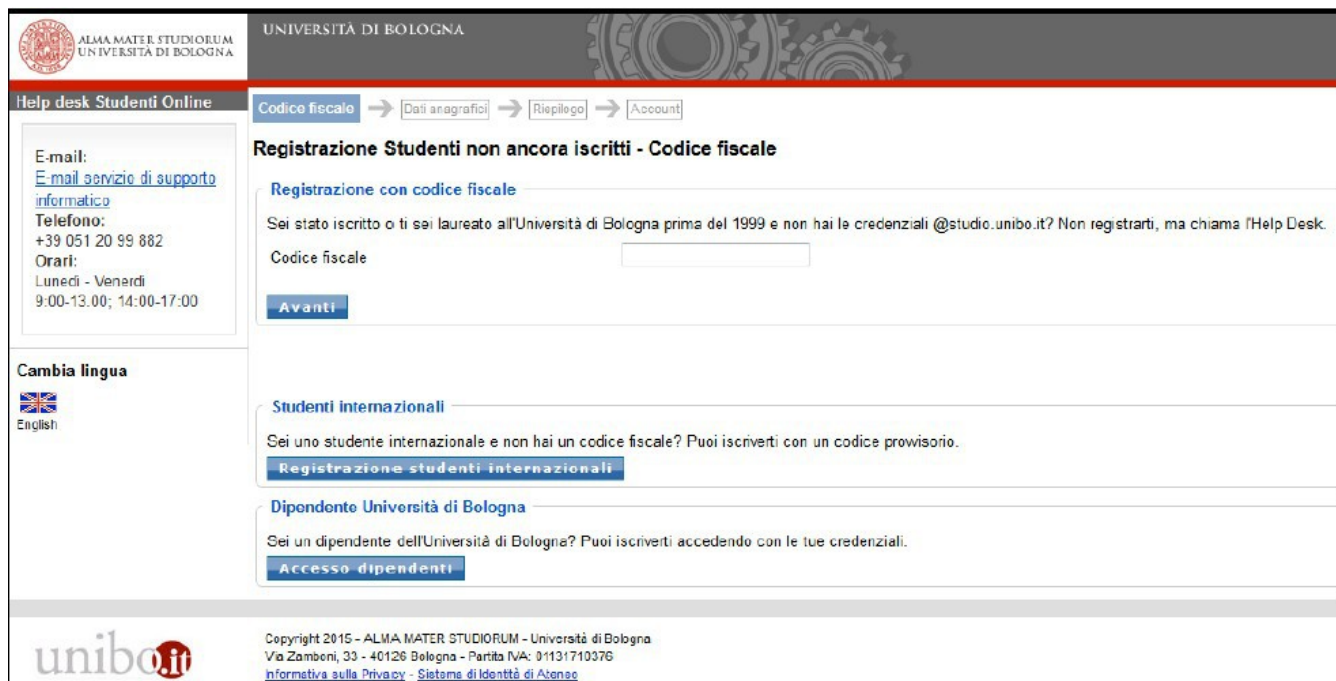 ALMA MATER STUDIORUM
UNIVERSITÀ DI BOLOGNA
UNIVERSITÀ DI BOLOGNA
Help desk Studenti Online
E-mail:
E-mail servizio di supporto
informatico
Telefono:
+39 051 20 99 882
Orari:
Lunedì - Venerdì
9:00-13.00; 14:00-17:00
Cambia lingua
English
Codice fiscale
Dati anagrafici
Riepilogo
Account
Registrazione Studenti non ancora iscritti - Codice fiscale
Registrazione con codice fiscale
Sei stato iscritto o ti sei laureato all'Università di Bologna prima del 1999 e non hai le credenziali @studio.unibo.it? Non registrarti, ma chiama l'Help Desk.
Codice fiscale
Avanti
Studenti internazionali
Sei uno studente internazionale e non hai un codice fiscale? Puoi iscriverti con un codice provvisorio.
Registrazione studenti internazionali
Dipendente Università di Bologna
Sei un dipendente dell'Università di Bologna? Puoi iscriverti accedendo con le tue credenziali.
Accesso dipendenti
unibo.it
Copyright 2015 - ALMA MATER STUDIORUM - Università di Bologna
Via Zamboni, 33 - 40126 Bologna - Partita IVA: 01131710376
Informativa sulla Privacy - Sistema di Identità di Ateneo